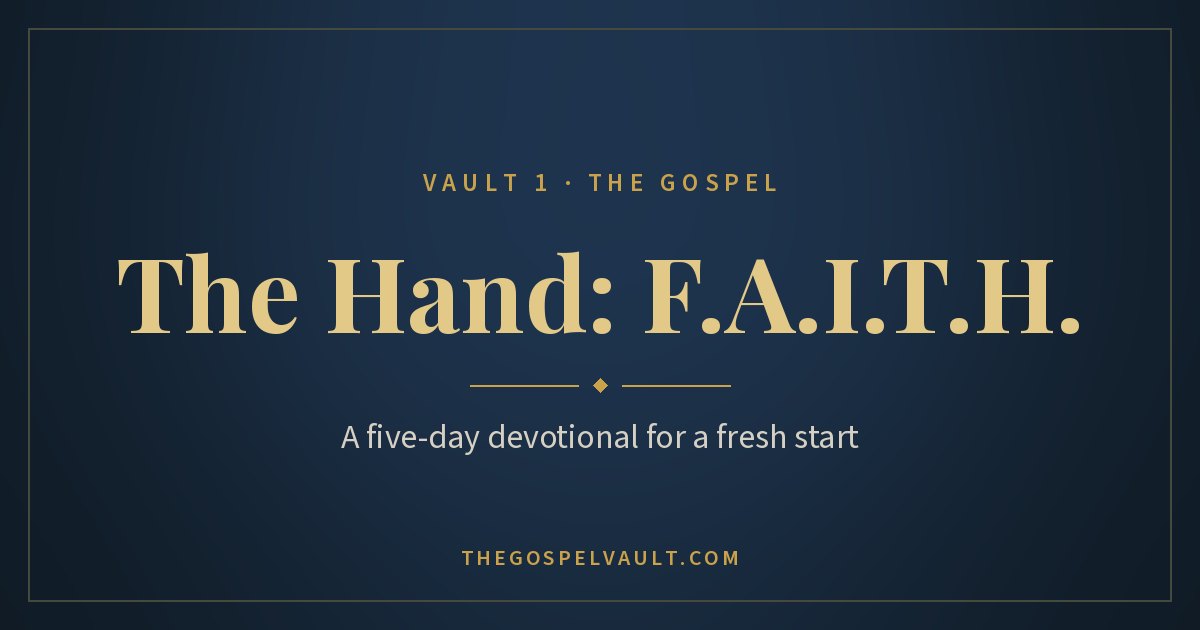 VAULT 1 · THE GOSPEL
The Hand: F.A.I.T.H.
A five-day devotional for a fresh start
THEGOSPELVAULT.COM